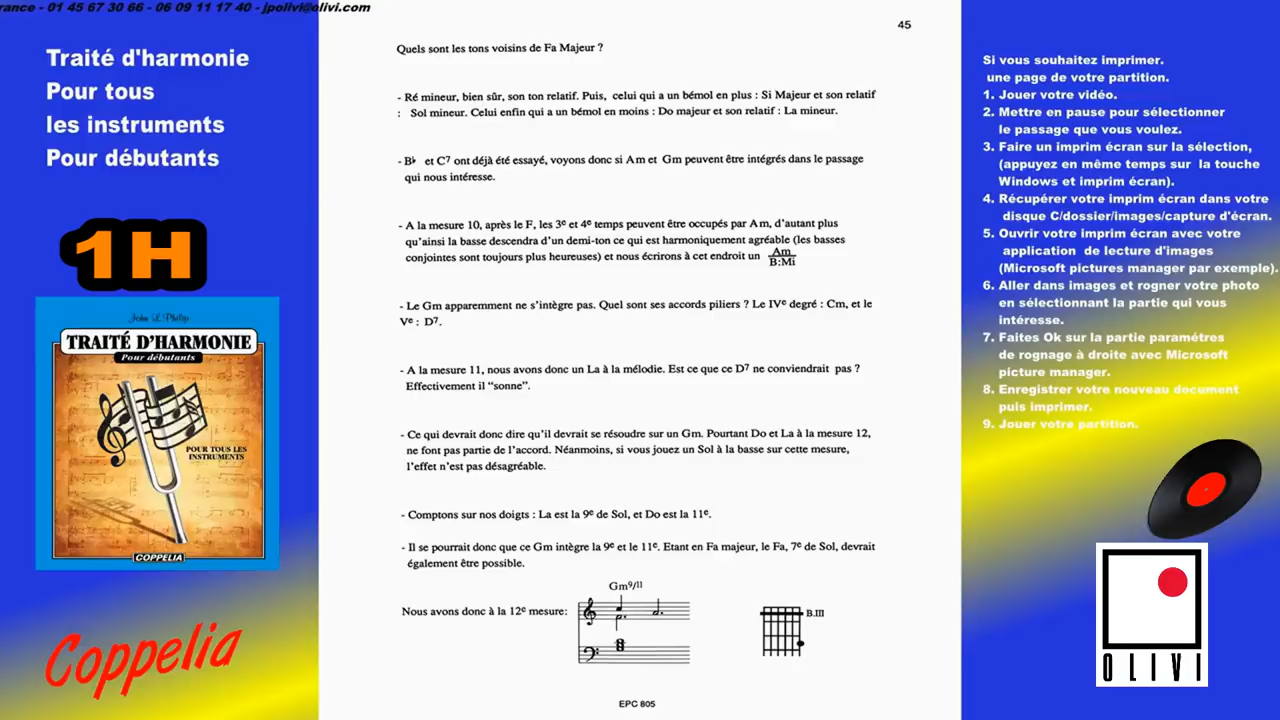 rance - 01 45 67 30 66 - 06 09 11 17 40 - jpolivi@olivi.com
Traité d'harmonie
Pour tous
les instruments
Pour débutants
1H
John L. Philip
TRAITÉ D'HARMONIE
Pour débutants
POUR TOUS LES
INSTRUMENTS
COPPELIA
Coppelia
45
Quels sont les tons voisins de Fa Majeur ?
- Ré mineur, bien sûr, son ton relatif. Puis, celui qui a un bémol en plus : Si Majeur et son relatif
: Sol mineur. Celui enfin qui a un bémol en moins : Do majeur et son relatif : La mineur.
- B♭ et C7 ont déjà été essayé, voyons donc si Am et Gm peuvent être intégrés dans le passage
qui nous intéresse.
- A la mesure 10, après le F, les 3e et 4e temps peuvent être occupés par Am, d'autant plus
qu'ainsi la basse descendra d'un demi-ton ce qui est harmoniquement agréable (les basses
conjointes sont toujours plus heureuses) et nous écrirons à cet endroit un Am
B:Mi
- Le Gm apparemment ne s'intègre pas. Quel sont ses accords piliers ? Le IVe degré : Cm, et le
Ve : D7.
- A la mesure 11, nous avons donc un La à la mélodie. Est ce que ce D7 ne conviendrait pas ?
Effectivement il "sonne".
- Ce qui devrait donc dire qu'il devrait se résoudre sur un Gm. Pourtant Do et La à la mesure 12,
ne font pas partie de l'accord. Néanmoins, si vous jouez un Sol à la basse sur cette mesure,
l'effet n'est pas désagréable.
- Comptons sur nos doigts : La est la 9e de Sol, et Do est la 11e.
- Il se pourrait donc que ce Gm intègre la 9e et le 11e. Etant en Fa majeur, le Fa, 7e de Sol, devrait
également être possible.
Gm9/11
Nous avons donc à la 12e mesure:
B.III
EPC 805
Si vous souhaitez imprimer.
une page de votre partition.
1. Jouer votre vidéo.
2. Mettre en pause pour sélectionner
le passage que vous voulez.
3. Faire un imprim écran sur la sélection,
(appuyez en même temps sur la touche
Windows et imprim écran).
4. Récupérer votre imprim écran dans votre
disque C/dossier/images/capture d'écran.
5. Ouvrir votre imprim écran avec votre
application de lecture d'images
(Microsoft pictures manager par exemple).
6. Aller dans images et rogner votre photo
en sélectionnant la partie qui vous
intéresse.
7. Faites Ok sur la partie paramétres
de rognage à droite avec Microsoft
picture manager.
8. Enregistrer votre nouveau document
puis imprimer.
9. Jouer votre partition.
OLIVI